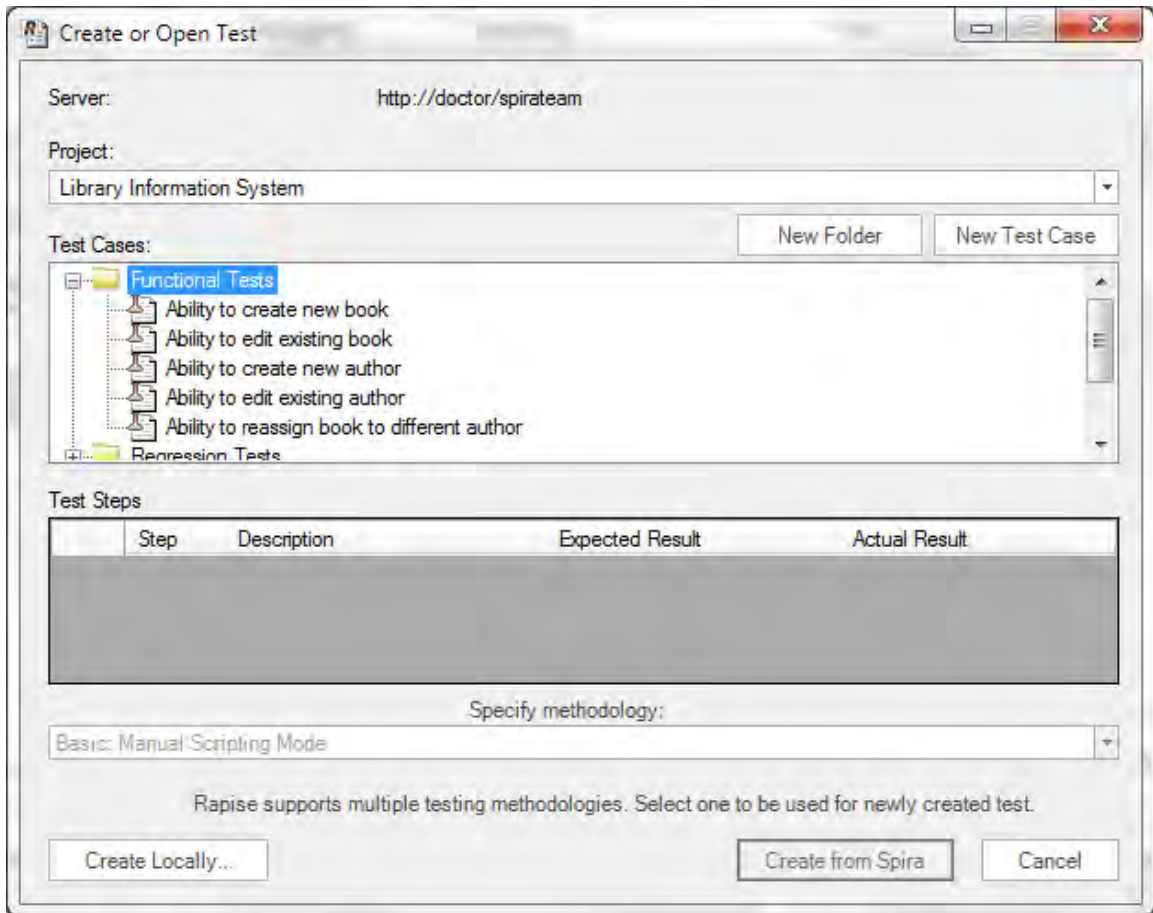 Create or Open Test
Server: http://doctor/spirateam
Project:
Library Information System
New Folder New Test Case
Test Cases:
Functional Tests
Ability to create new book
Ability to edit existing book
Ability to create new author
Ability to edit existing author
Ability to reassign book to different author
Regression Tests
Test Steps
Step Description Expected Result Actual Result
Specify methodology:
Basic: Manual Scripting Mode
Rapise supports multiple testing methodologies. Select one to be used for newly created test.
Create Locally... Create from Spira Cancel